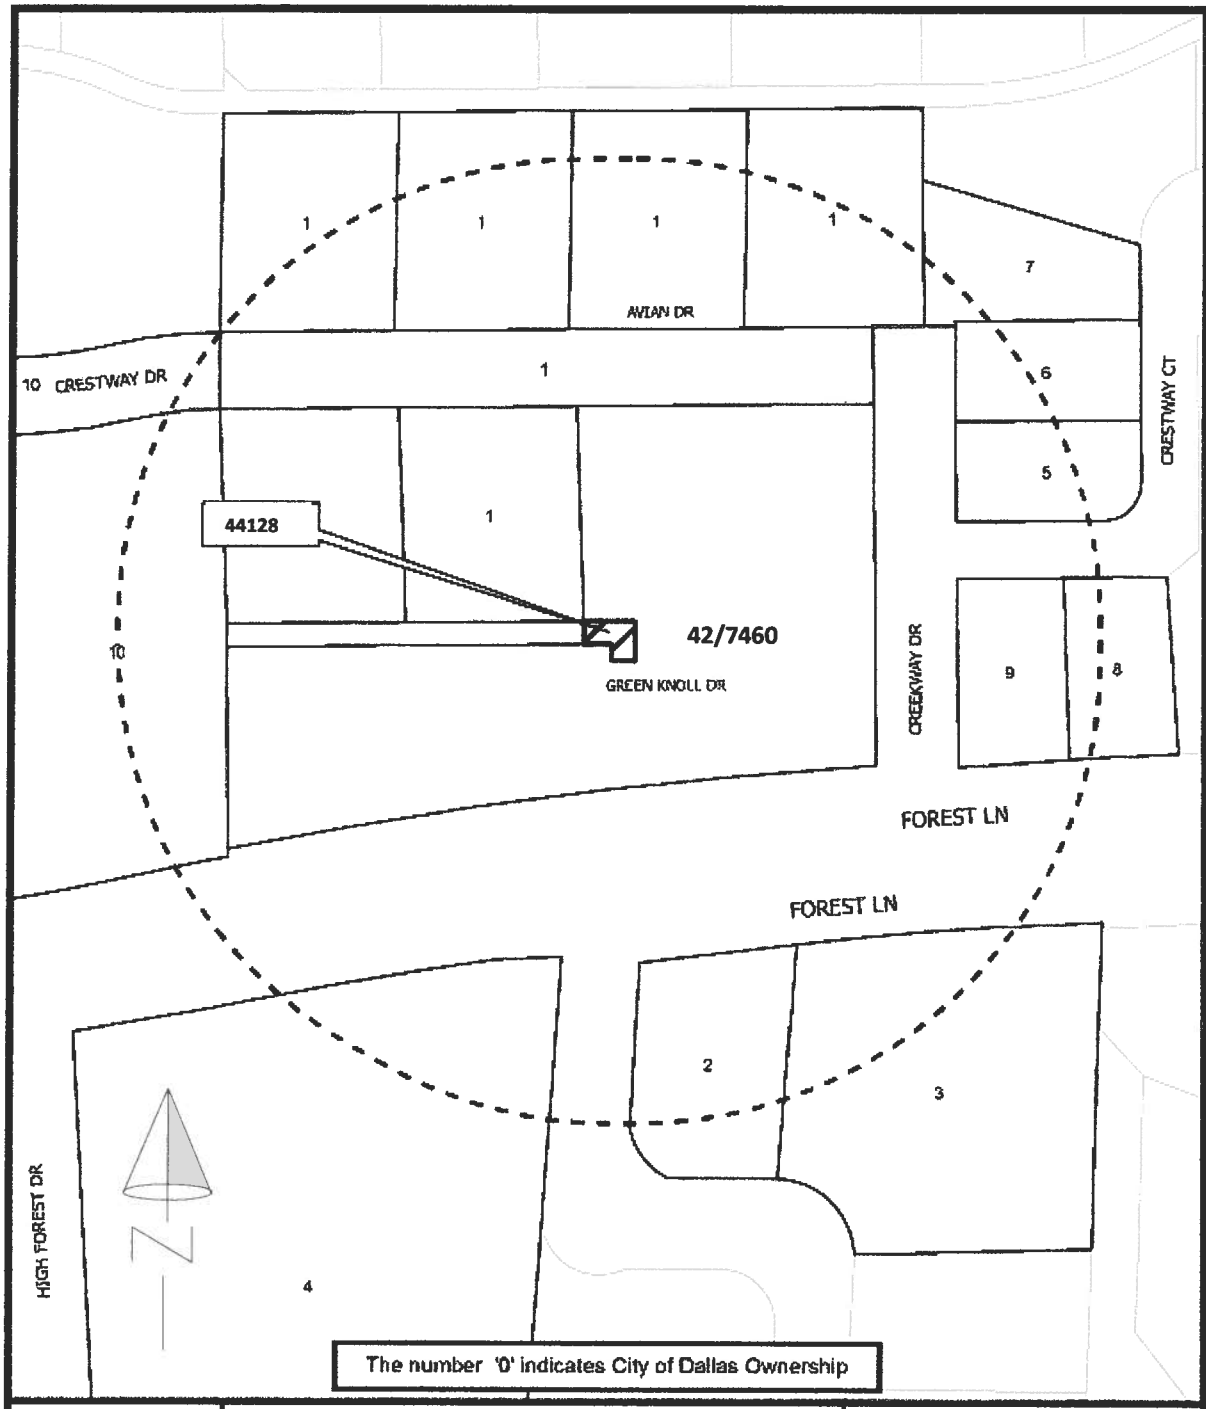 1
1
1
1
7
AVIAN DR
10 CRESTWAY DR
1
6
CRESTWAY CT
5
44128
1
42/7460
10
GREEN KNOLL DR
CREEKWAY DR
9
8
FOREST LN
FOREST LN
2
3
HIGH FOREST DR
N
4
The number '0' indicates City of Dallas Ownership